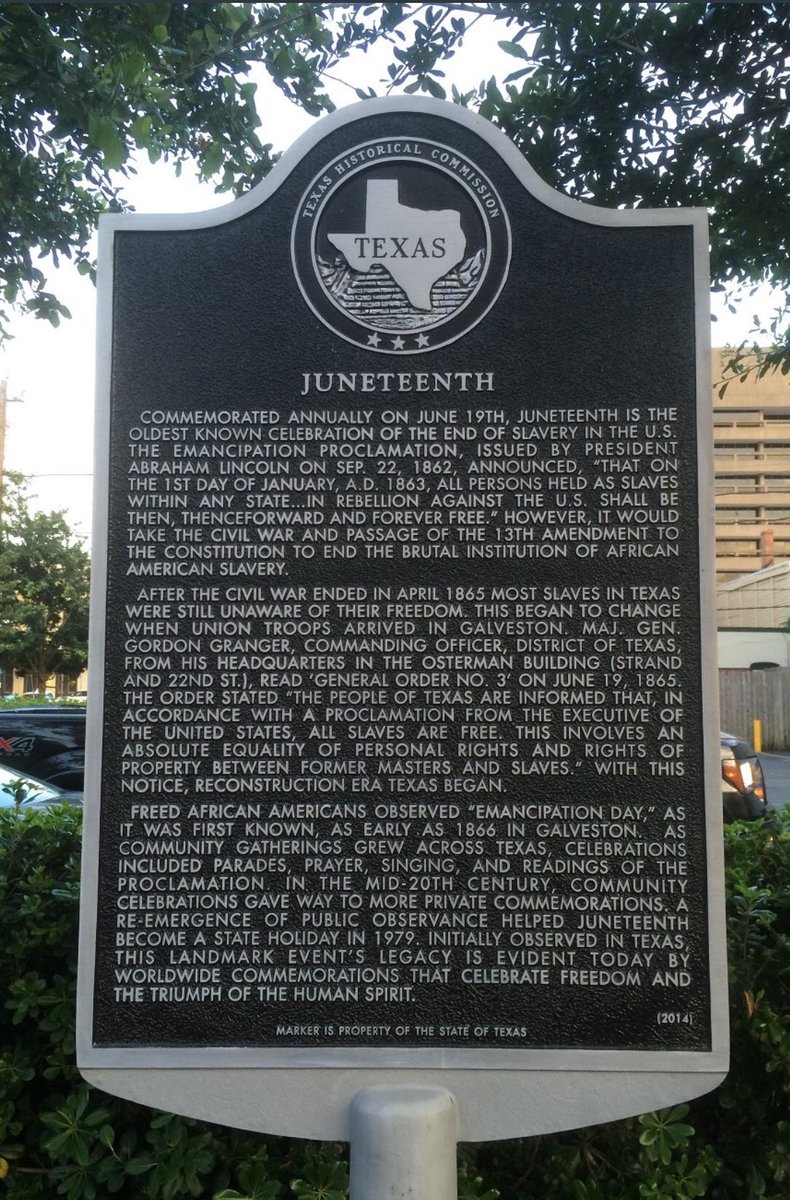 TEXAS HISTORICAL COMMISSION
TEXAS
JUNETEENTH
COMMEMORATED ANNUALLY ON JUNE 19TH, JUNETEENTH IS THE
OLDEST KNOWN CELEBRATION OF THE END OF SLAVERY IN THE U.S.
THE EMANCIPATION PROCLAMATION, ISSUED BY PRESIDENT
ABRAHAM LINCOLN ON SEP. 22, 1862, ANNOUNCED, "THAT ON
THE 1ST DAY OF JANUARY, A.D. 1863, ALL PERSONS HELD AS SLAVES
WITHIN ANY STATE...IN REBELLION AGAINST THE U.S. SHALL BE
THEN, THENCEFORWARD AND FOREVER FREE." HOWEVER, IT WOULD
TAKE THE CIVIL WAR AND PASSAGE OF THE 13TH AMENDMENT TO
THE CONSTITUTION TO END THE BRUTAL INSTITUTION OF AFRICAN
AMERICAN SLAVERY.
AFTER THE CIVIL WAR ENDED IN APRIL 1865 MOST SLAVES IN TEXAS
WERE STILL UNAWARE OF THEIR FREEDOM. THIS BEGAN TO CHANGE
WHEN UNION TROOPS ARRIVED IN GALVESTON. MAJ. GEN.
GORDON GRANGER, COMMANDING OFFICER, DISTRICT OF TEXAS,
FROM HIS HEADQUARTERS IN THE OSTERMAN BUILDING (STRAND
AND 22ND ST.), READ 'GENERAL ORDER NO. 3' ON JUNE 19, 1865.
THE ORDER STATED "THE PEOPLE OF TEXAS ARE INFORMED THAT, IN
ACCORDANCE WITH A PROCLAMATION FROM THE EXECUTIVE OF
THE UNITED STATES, ALL SLAVES ARE FREE. THIS INVOLVES AN
ABSOLUTE EQUALITY OF PERSONAL RIGHTS AND RIGHTS OF
PROPERTY BETWEEN FORMER MASTERS AND SLAVES." WITH THIS
NOTICE, RECONSTRUCTION ERA TEXAS BEGAN.
FREED AFRICAN AMERICANS OBSERVED "EMANCIPATION DAY," AS
IT WAS FIRST KNOWN, AS EARLY AS 1866 IN GALVESTON. AS
COMMUNITY GATHERINGS GREW ACROSS TEXAS, CELEBRATIONS
INCLUDED PARADES, PRAYER, SINGING, AND READINGS OF THE
PROCLAMATION. IN THE MID-20TH CENTURY, COMMUNITY
CELEBRATIONS GAVE WAY TO MORE PRIVATE COMMEMORATIONS. A
RE-EMERGENCE OF PUBLIC OBSERVANCE HELPED JUNETEENTH
BECOME A STATE HOLIDAY IN 1979. INITIALLY OBSERVED IN TEXAS,
THIS LANDMARK EVENT'S LEGACY IS EVIDENT TODAY BY
WORLDWIDE COMMEMORATIONS THAT CELEBRATE FREEDOM AND
THE TRIUMPH OF THE HUMAN SPIRIT.
(2014)
MARKER IS PROPERTY OF THE STATE OF TEXAS
X4